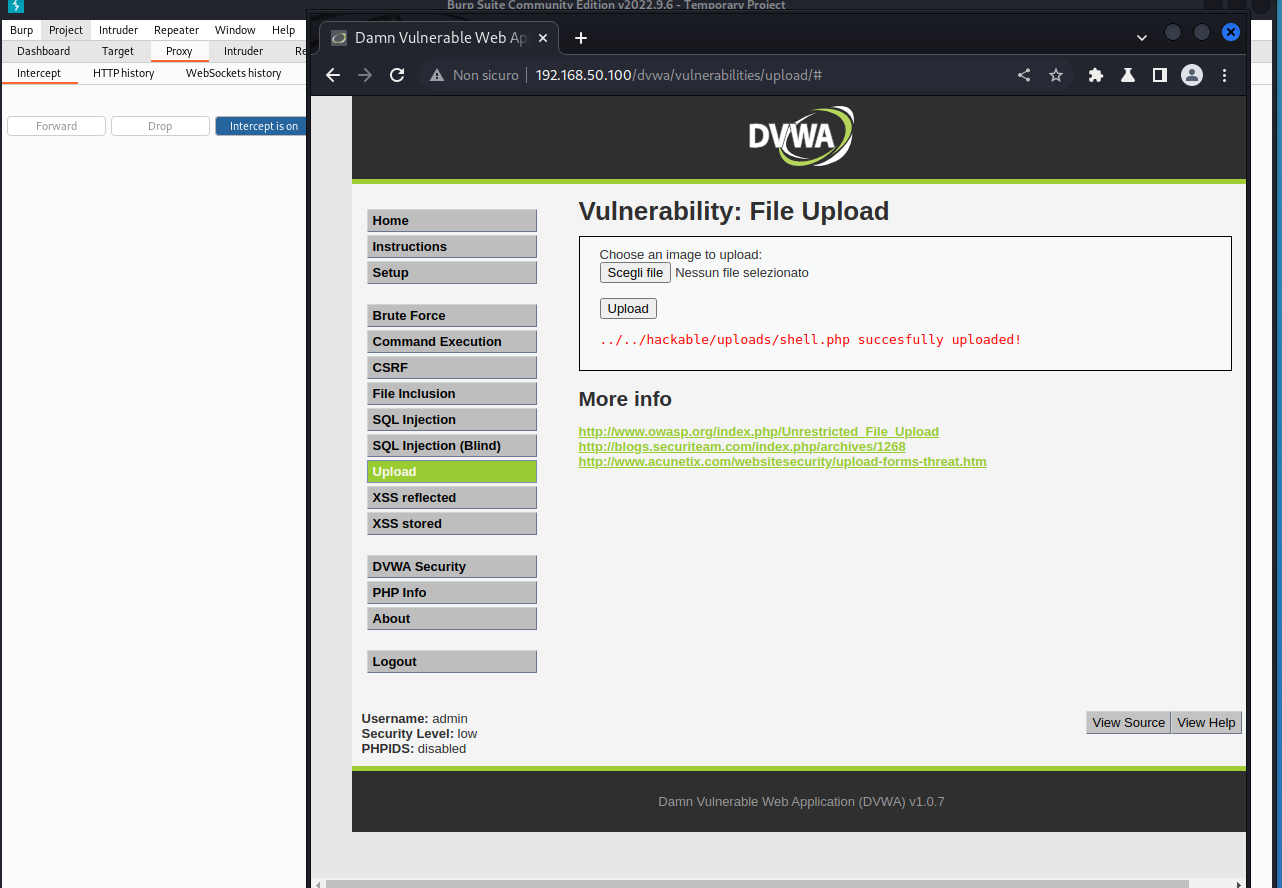 Burp Suite Community Edition v2022.9.6 - Temporary Project
Burp Project Intruder Repeater Window Help
Dashboard Target Proxy Intruder Re
Intercept HTTP history WebSockets history
Forward Drop Intercept is on
Damn Vulnerable Web Ap
Non sicuro 192.168.50.100/dvwa/vulnerabilities/upload/#
DVWA
Home
Instructions
Setup
Brute Force
Command Execution
CSRF
File Inclusion
SQL Injection
SQL Injection (Blind)
Upload
XSS reflected
XSS stored
DVWA Security
PHP Info
About
Logout
Vulnerability: File Upload
Choose an image to upload:
Scegli file Nessun file selezionato
Upload
../../hackable/uploads/shell.php succesfully uploaded!
More info
http://www.owasp.org/index.php/Unrestricted_File_Upload
http://blogs.securiteam.com/index.php/archives/1268
http://www.acunetix.com/websitesecurity/upload-forms-threat.htm
Username: admin
Security Level: low
PHPIDS: disabled
View Source View Help
Damn Vulnerable Web Application (DVWA) v1.0.7